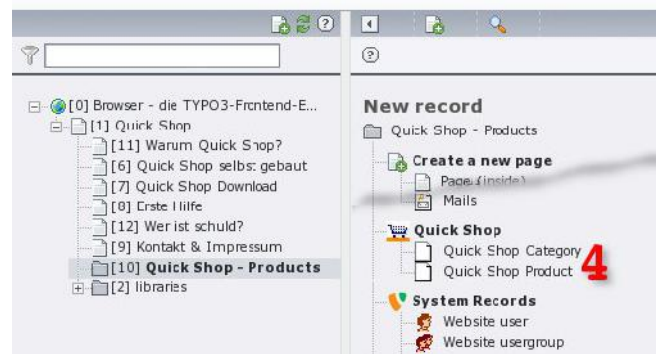 [0] Browser - die TYPO3-Frontend-E...
[1] Quick Shop
[11] Warum Quick Shop?
[6] Quick Shop selbst gebaut
[7] Quick Shop Download
[8] Erste Hilfe
[12] Wer ist schuld?
[9] Kontakt & Impressum
[10] Quick Shop - Products
[2] libraries
New record
Quick Shop - Products
Create a new page
Page (inside)
Mails
Quick Shop
Quick Shop Category
Quick Shop Product
4
System Records
Website user
Website usergroup